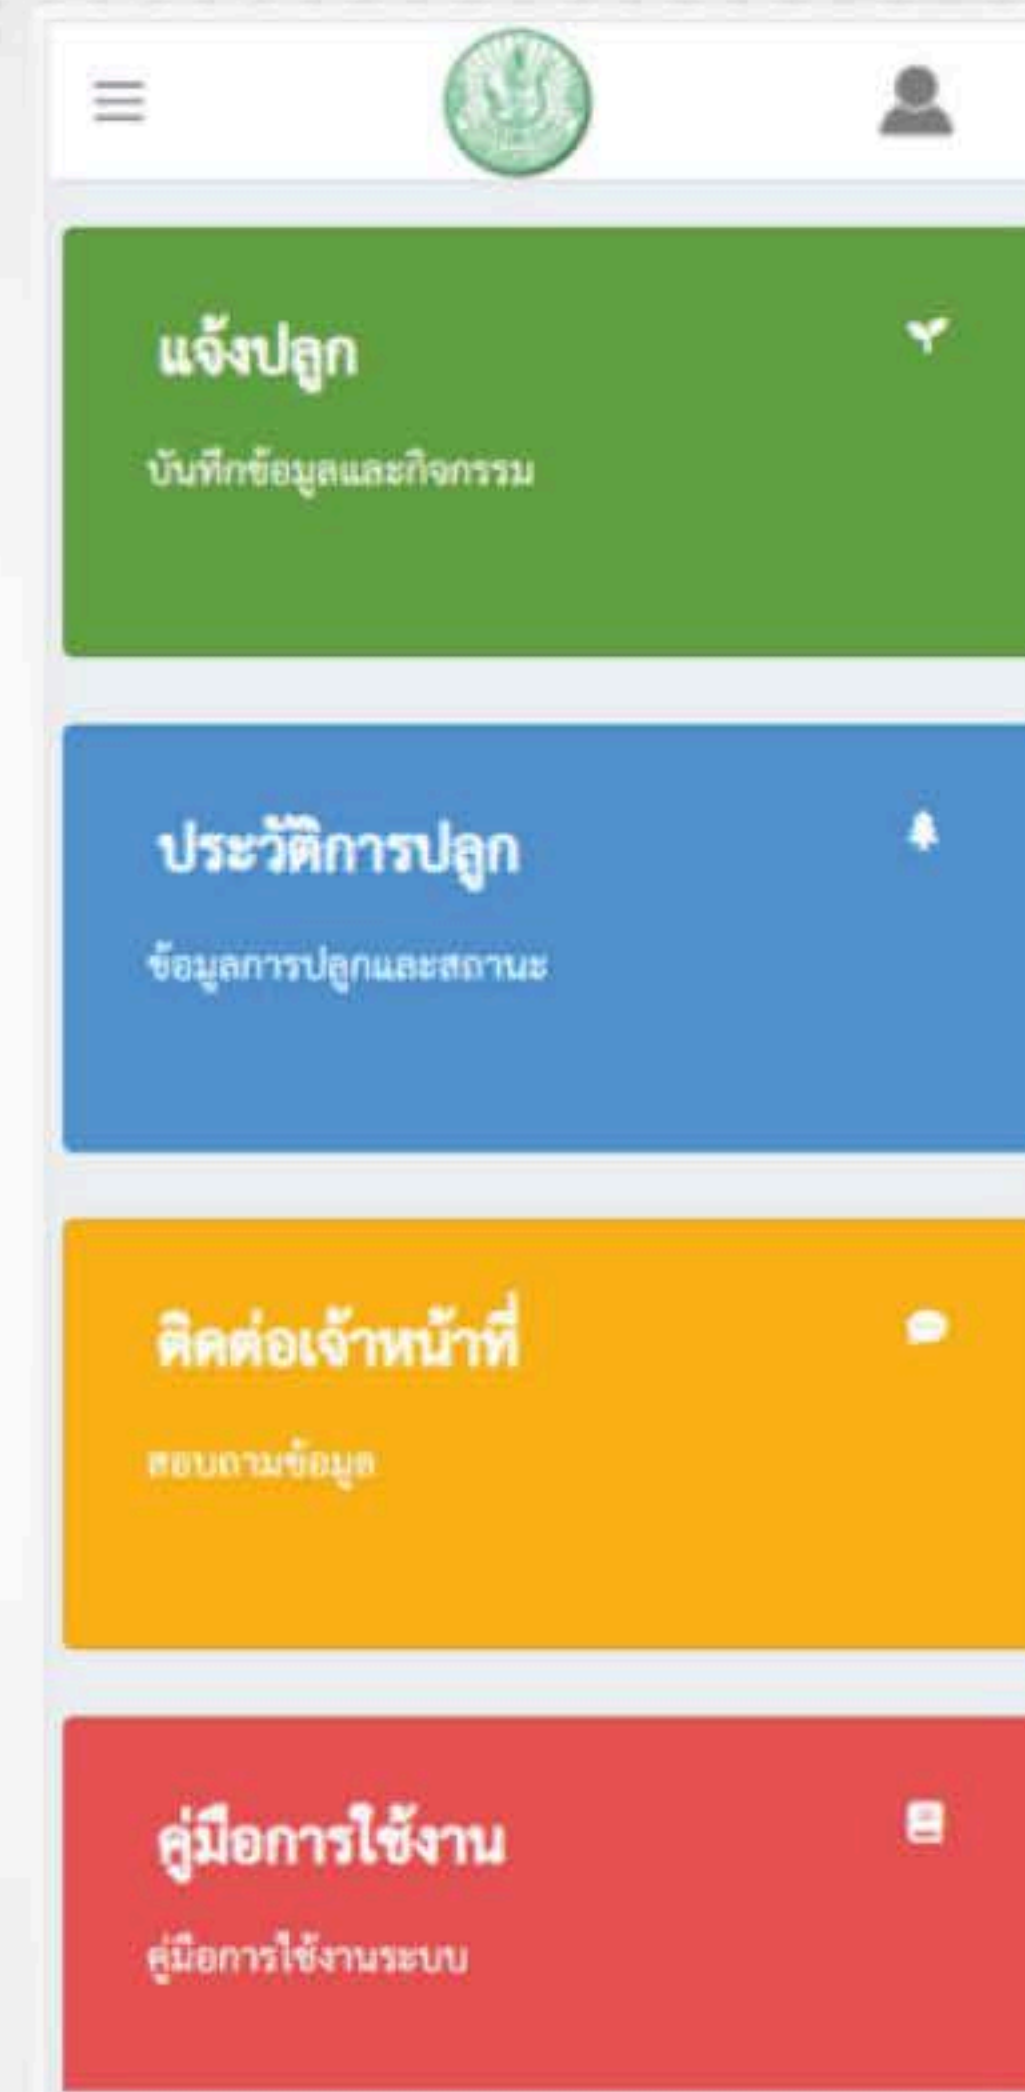 แจ้งปลูก
บันทึกข้อมูลและกิจกรรม
ประวัติการปลูก
ข้อมูลการปลูกและสถานะ
ติดต่อเจ้าหน้าที่
สอบถามข้อมูล
คู่มือการใช้งาน
คู่มือการใช้งานระบบ